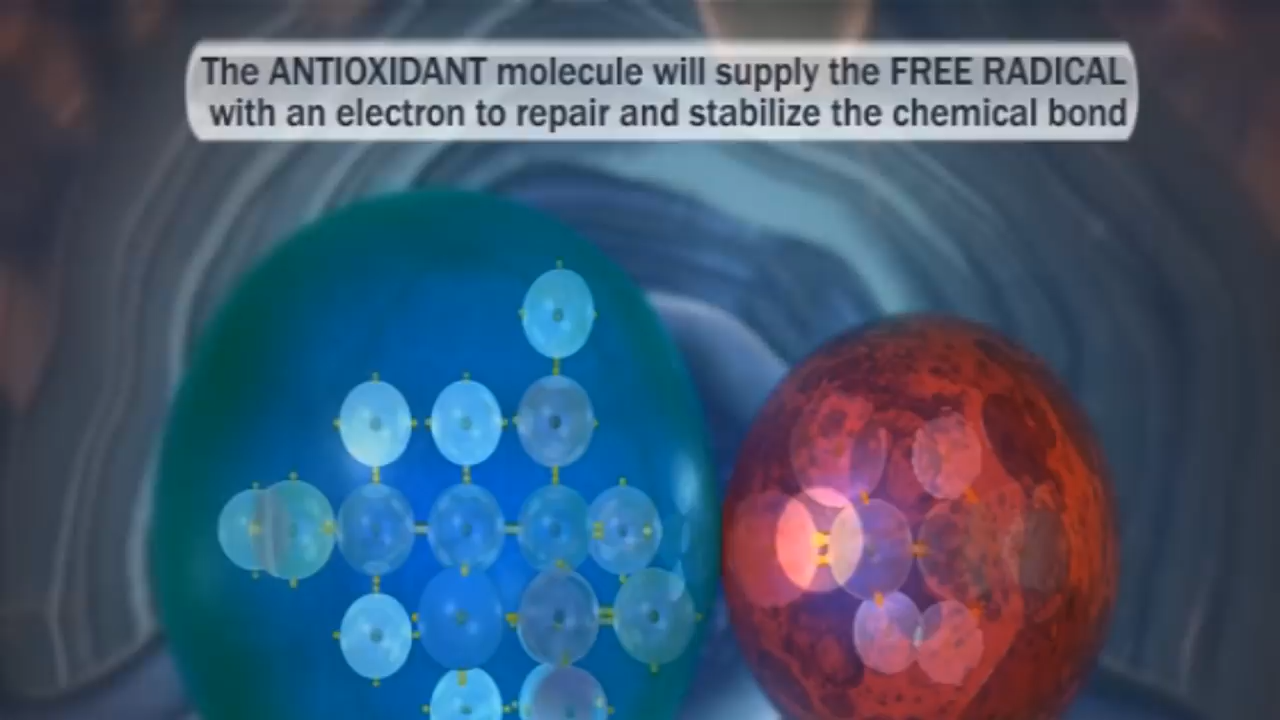 The ANTIOXIDANT molecule will supply the FREE RADICAL
with an electron to repair and stabilize the chemical bond